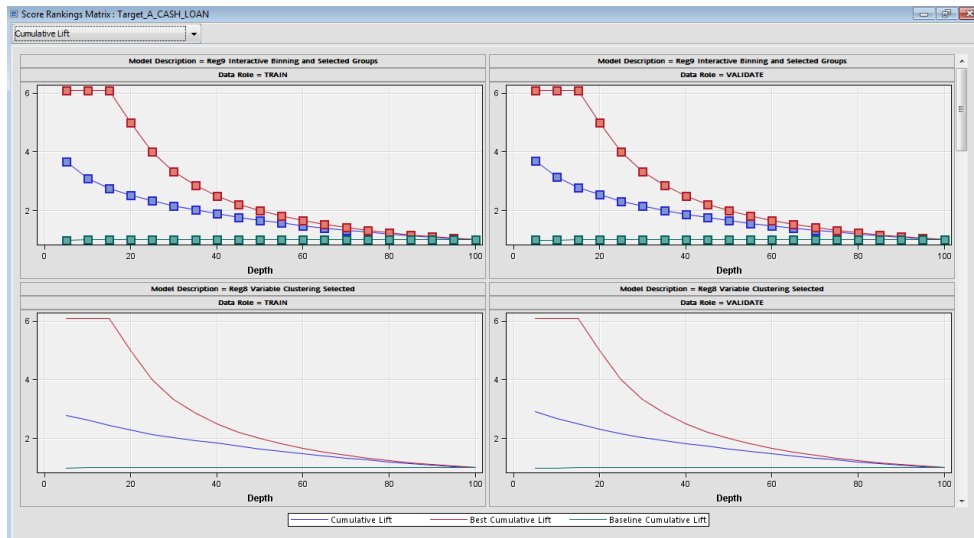 Score Rankings Matrix : Target_A_CASH_LOAN
Cumulative Lift
Model Description = Reg9 Interactive Binning and Selected Groups
Data Role = TRAIN
6
4
2
0 20 40 60 80 100
Depth
Model Description = Reg9 Interactive Binning and Selected Groups
Data Role = VALIDATE
6
4
2
0 20 40 60 80 100
Depth
Model Description = Reg8 Variable Clustering Selected
Data Role = TRAIN
6
4
2
0 20 40 60 80 100
Depth
Model Description = Reg8 Variable Clustering Selected
Data Role = VALIDATE
6
4
2
0 20 40 60 80 100
Depth
Cumulative Lift Best Cumulative Lift Baseline Cumulative Lift